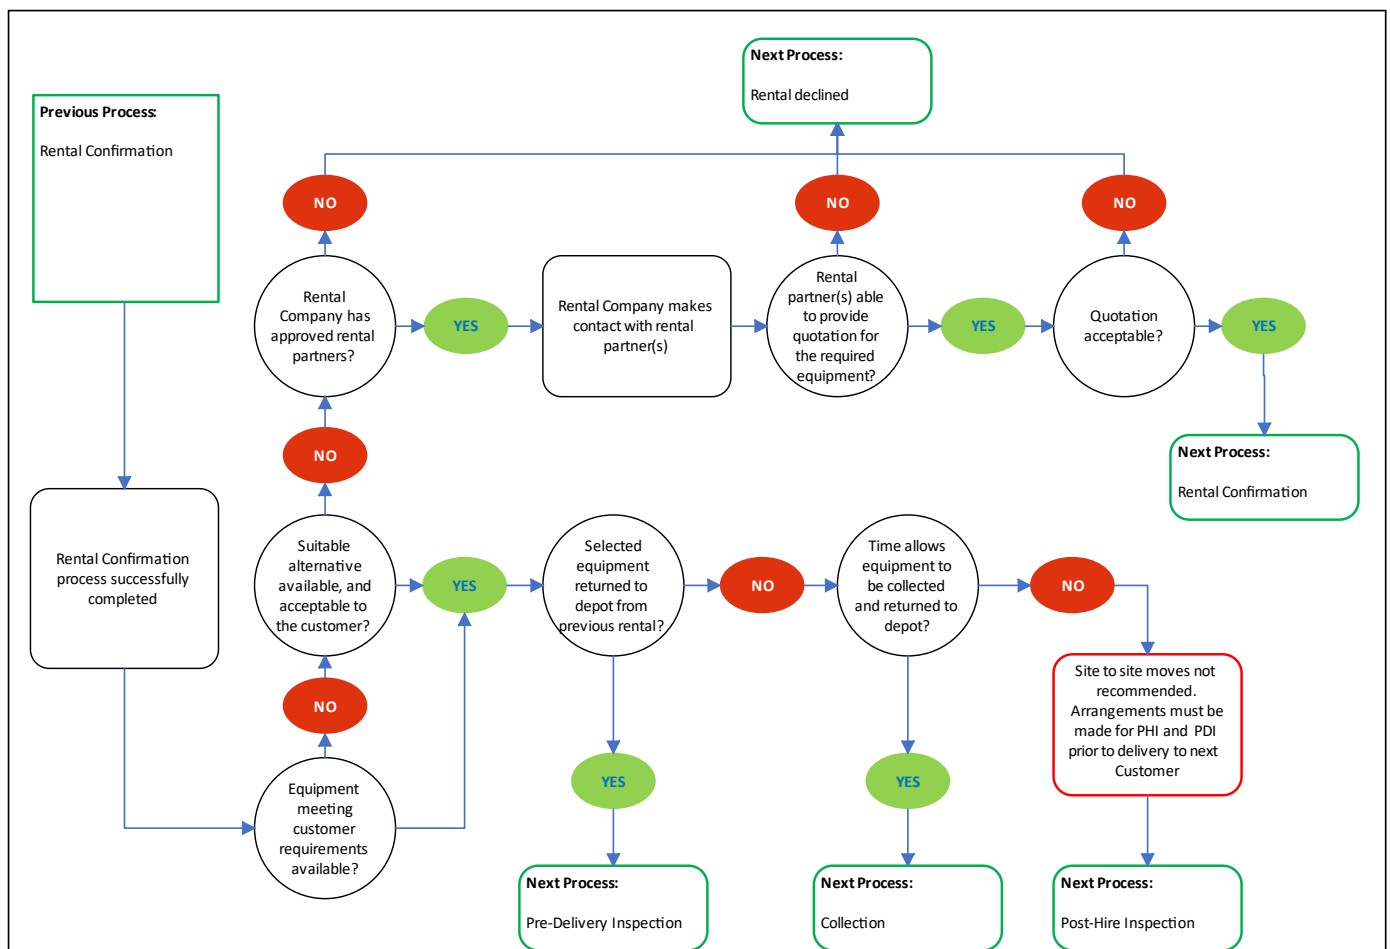 Next Process:
Rental declined
Previous Process:
Rental Confirmation
NO
NO
NO
Rental
Company has
approved rental
partners?
YES
Rental Company makes
contact with rental
partner(s)
Rental
partner(s) able
to provide
quotation for
the required
equipment?
YES
Quotation
acceptable?
YES
NO
Next Process:
Rental Confirmation
Rental Confirmation
process successfully
completed
Suitable
alternative
available, and
acceptable to
the customer?
YES
Selected
equipment
returned to
depot from
previous rental?
NO
Time allows
equipment to
be collected
and returned to
depot?
NO
NO
Site to site moves not
recommended.
Arrangements must be
made for PHI and PDI
prior to delivery to next
Customer
Equipment
meeting
customer
requirements
available?
YES
YES
Next Process:
Pre-Delivery Inspection
Next Process:
Collection
Next Process:
Post-Hire Inspection